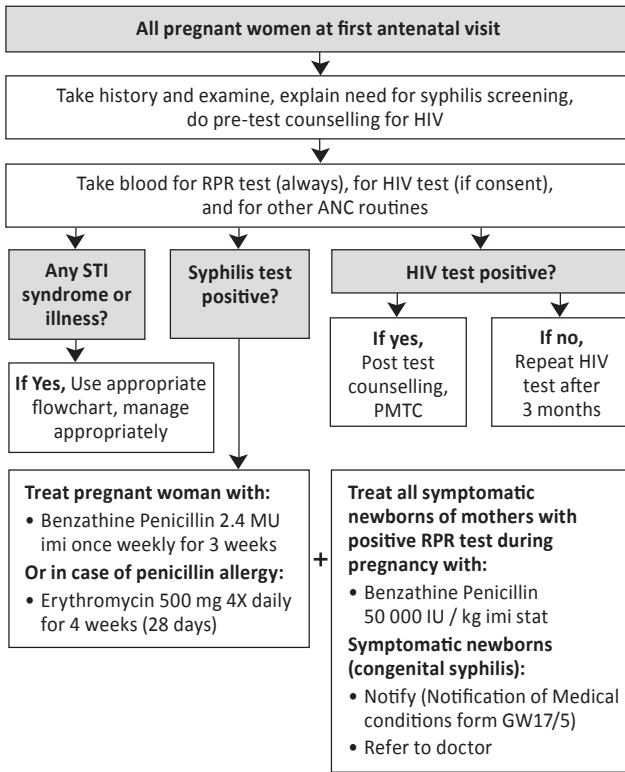 All pregnant women at first antenatal visit
Take history and examine, explain need for syphilis screening,
do pre-test counselling for HIV
Take blood for RPR test (always), for HIV test (if consent),
and for other ANC routines
Any STI
syndrome or
illness?
Syphilis test
positive?
HIV test positive?
If Yes, Use appropriate
flowchart, manage
appropriately
If yes,
Post test
counselling,
PMTC
If no,
Repeat HIV
test after
3 months
Treat pregnant woman with:
• Benzathine Penicillin 2.4 MU
imi once weekly for 3 weeks
Or in case of penicillin allergy:
• Erythromycin 500 mg 4X daily
for 4 weeks (28 days)
+
Treat all symptomatic
newborns of mothers with
positive RPR test during
pregnancy with:
• Benzathine Penicillin
50 000 IU / kg imi stat
Symptomatic newborns
(congenital syphilis):
• Notify (Notification of Medical
conditions form GW17/5)
• Refer to doctor